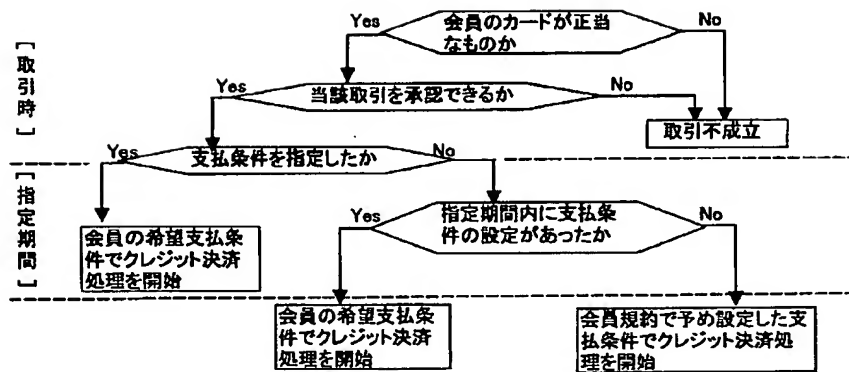 [取引時]
会員のカードが正当
なものか
Yes
No
当該取引を承認できるか
Yes
No
取引不成立
支払条件を指定したか
Yes
No
[指定期間]
会員の希望支払条
件でクレジット決済
処理を開始
指定期間内に支払条
件の設定があったか
Yes
No
会員の希望支払条
件でクレジット決済
処理を開始
会員規約で予め設定した支
払条件でクレジット決済処
理を開始